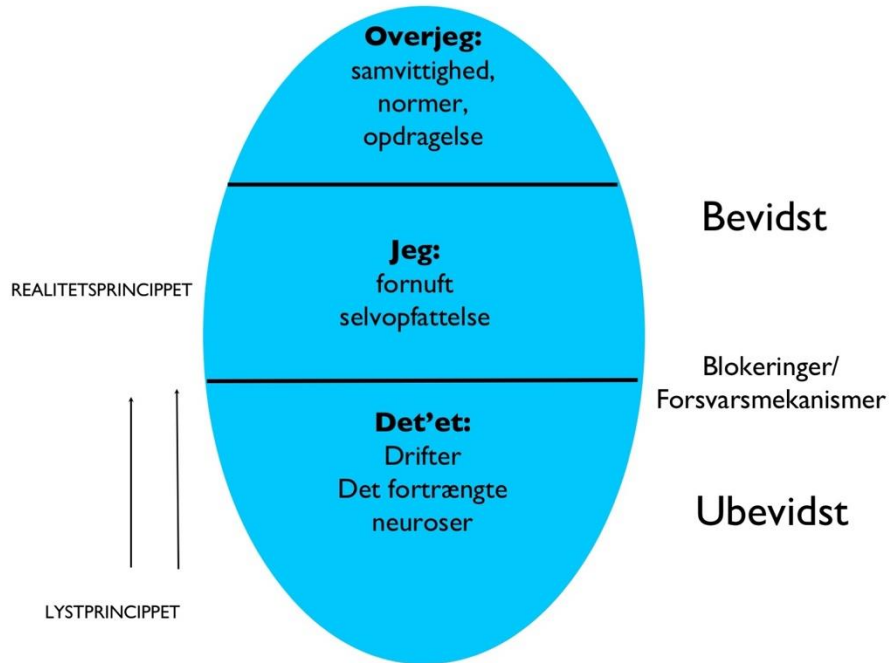 Overjeg:
samvittighed,
normer,
opdragelse
Bevidst
Jeg:
fornuft
selvopfattelse
REALITETSPRINCIPPET
Blokeringer/
Forsvarsmekanismer
Det’et:
Drifter
Det fortrængte
neuroser
Ubevidst
LYSTPRINCIPPET